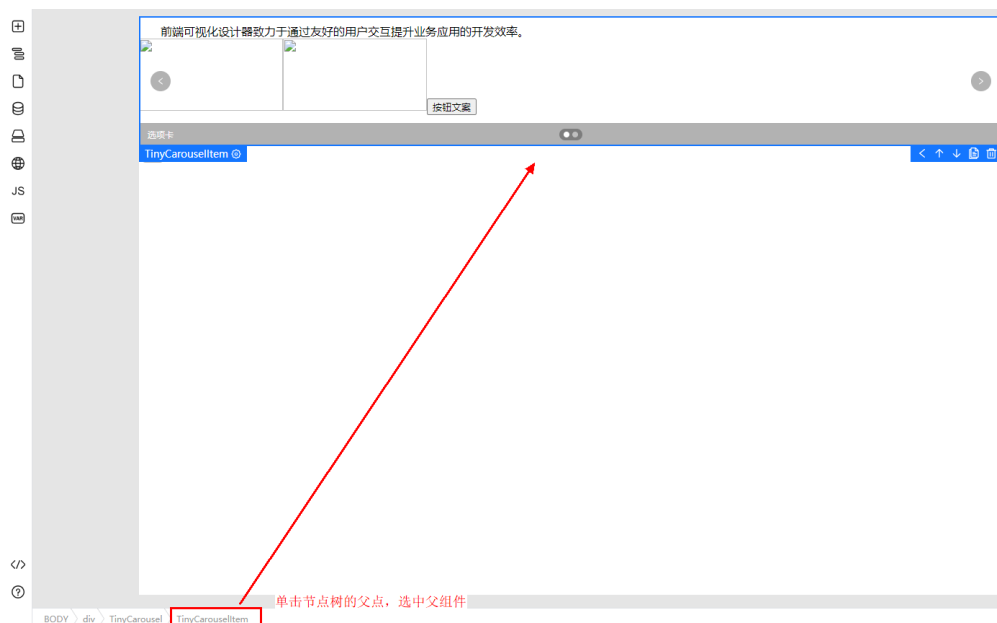 前端可视化设计器致力于通过友好的用户交互提升业务应用的开发效率。
按钮文案
选项卡
TinyCarouselItem
JS
VAR
</>
单击节点树的父点，选中父组件
BODY div TinyCarousel TinyCarouselItem